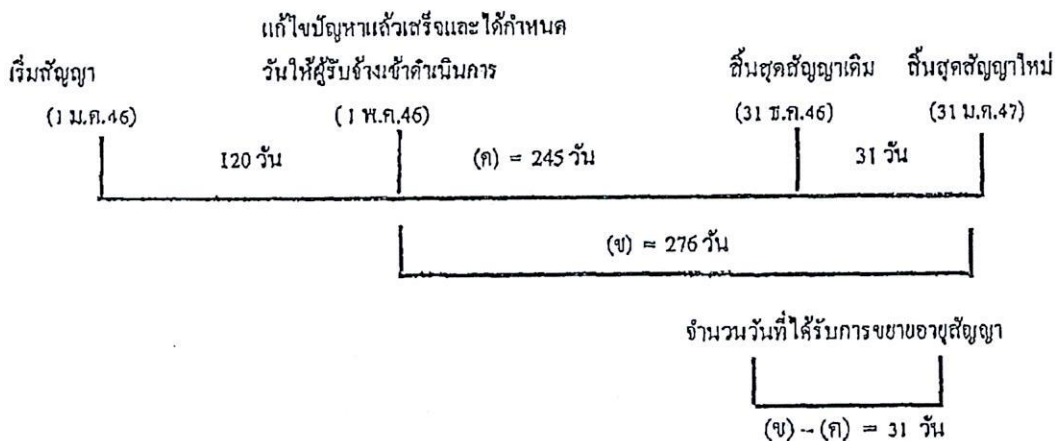 แก้ไขปัญหาแล้วเสร็จและได้กำหนด
เริ่มสัญญา วันให้ผู้รับจ้างเข้าดำเนินการ สิ้นสุดสัญญาเดิม สิ้นสุดสัญญาใหม่
(1 ม.ค.46) (1 พ.ค.46) (31 ธ.ค.46) (31 ม.ค.47)
120 วัน (ค) = 245 วัน 31 วัน
(ข) = 276 วัน
จำนวนวันที่ได้รับการขยายอายุสัญญา
(ข) - (ค) = 31 วัน